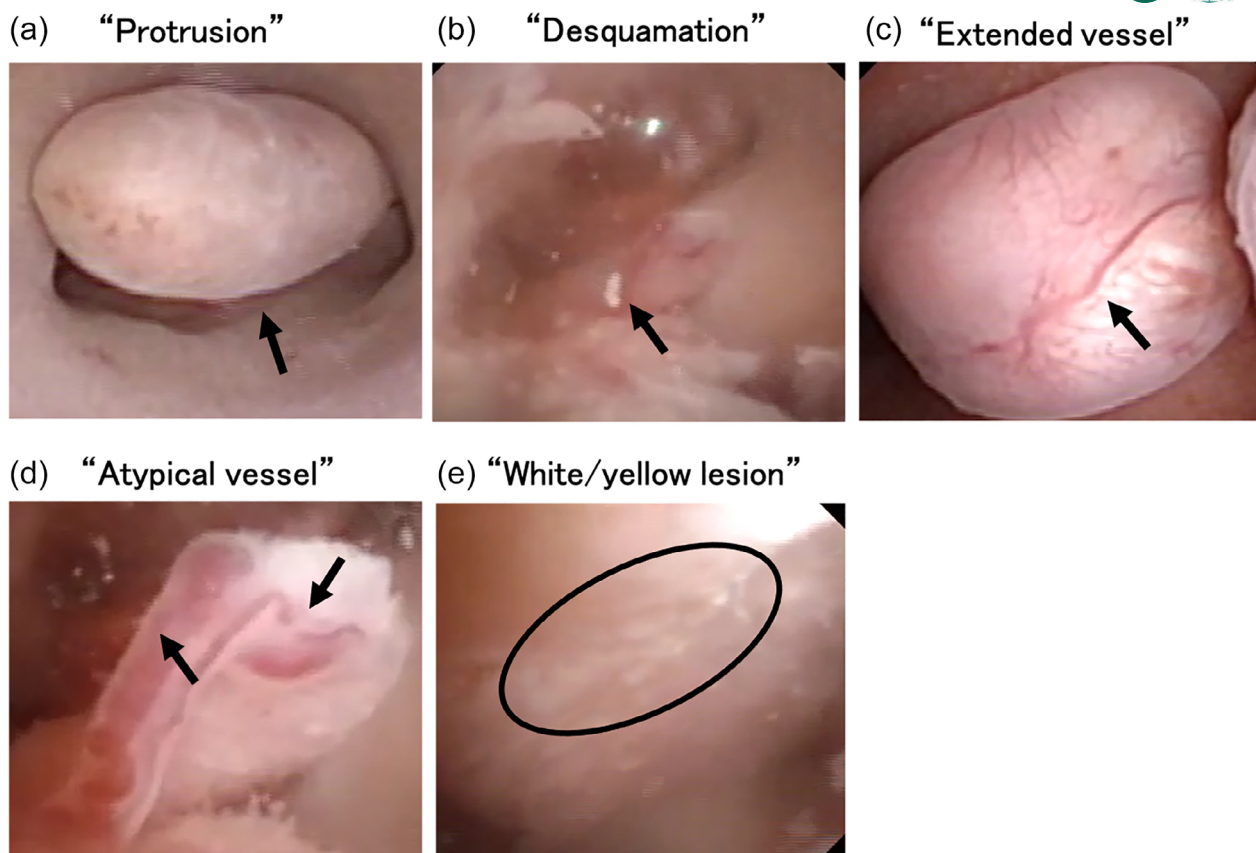 (a) “Protrusion”
(b) “Desquamation”
(c) “Extended vessel”
(d) “Atypical vessel”
(e) “White/yellow lesion”